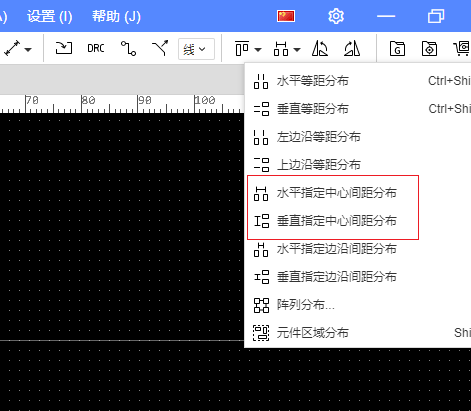 设置 (I) 帮助 (J)
DRC 线
70 80 90 100
水平等距分布 Ctrl+Shi
垂直等距分布 Ctrl+Shi
左边沿等距分布
上边沿等距分布
水平指定中心间距分布
垂直指定中心间距分布
水平指定边沿间距分布
垂直指定边沿间距分布
阵列分布...
元件区域分布 Shi